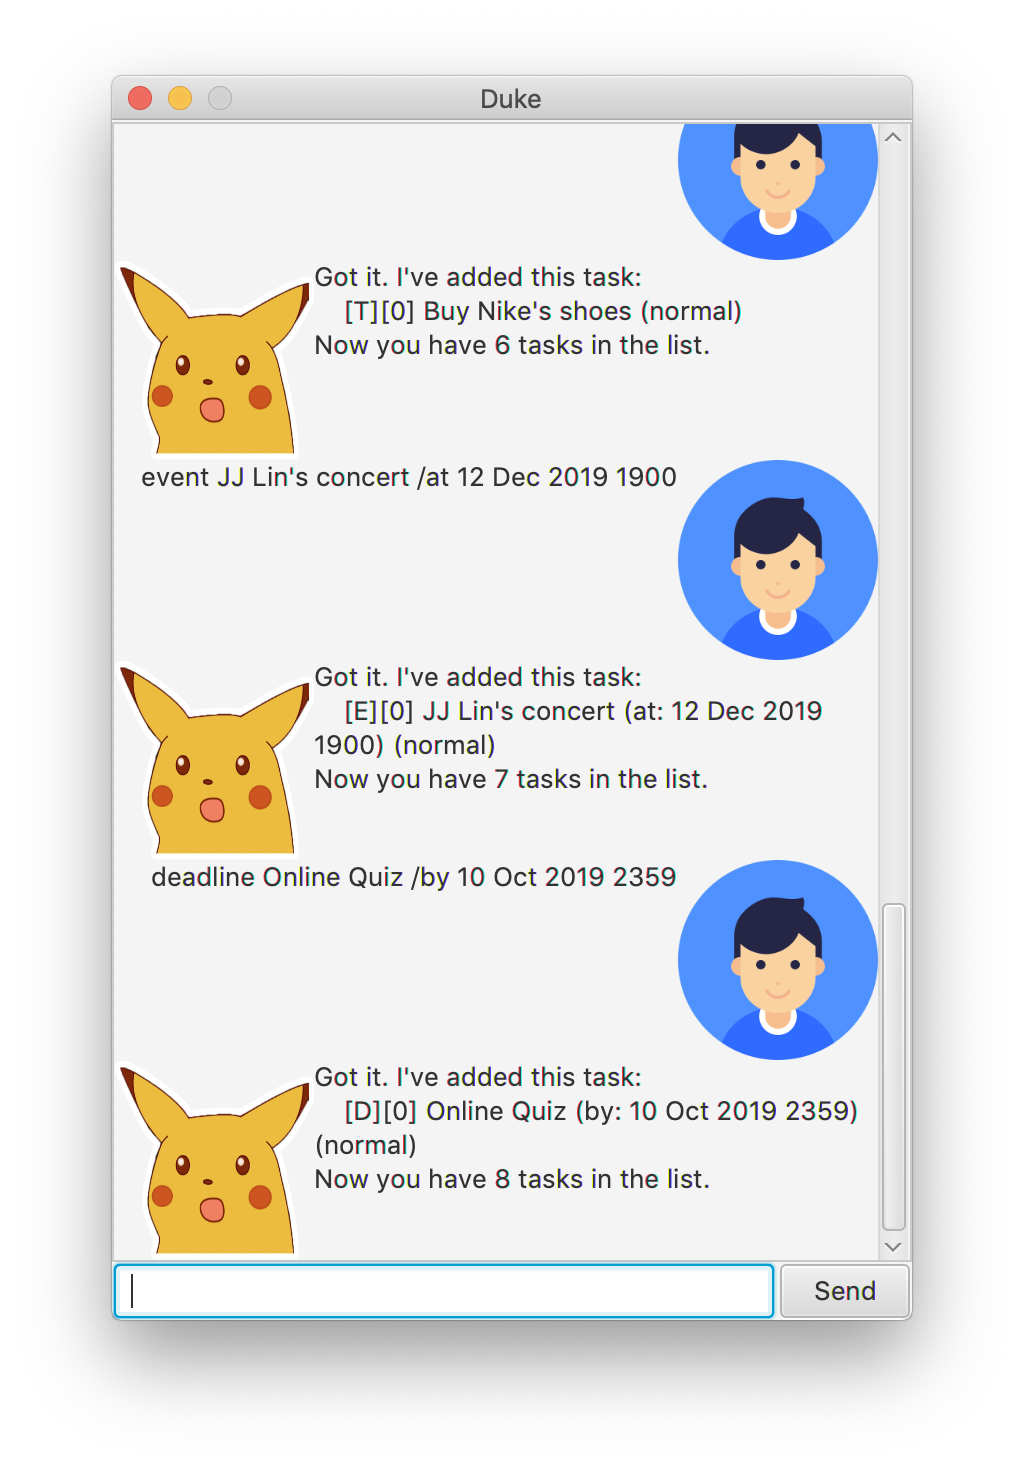 Duke
Got it. I've added this task:
[T][0] Buy Nike's shoes (normal)
Now you have 6 tasks in the list.
event JJ Lin's concert /at 12 Dec 2019 1900
Got it. I've added this task:
[E][0] JJ Lin's concert (at: 12 Dec 2019
1900) (normal)
Now you have 7 tasks in the list.
deadline Online Quiz /by 10 Oct 2019 2359
Got it. I've added this task:
[D][0] Online Quiz (by: 10 Oct 2019 2359)
(normal)
Now you have 8 tasks in the list.
Send